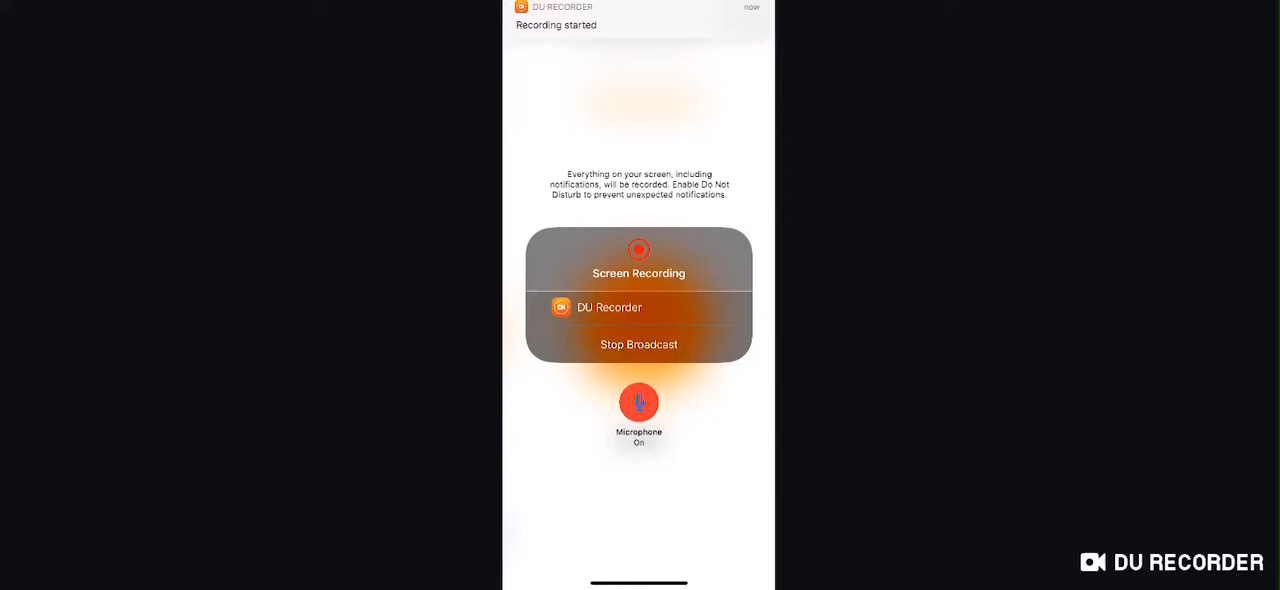 DU RECORDER
now
Recording started
Everything on your screen, including
notifications, will be recorded. Enable Do Not
Disturb to prevent unexpected notifications.
Screen Recording
DU Recorder
Stop Broadcast
Microphone
On
DU RECORDER